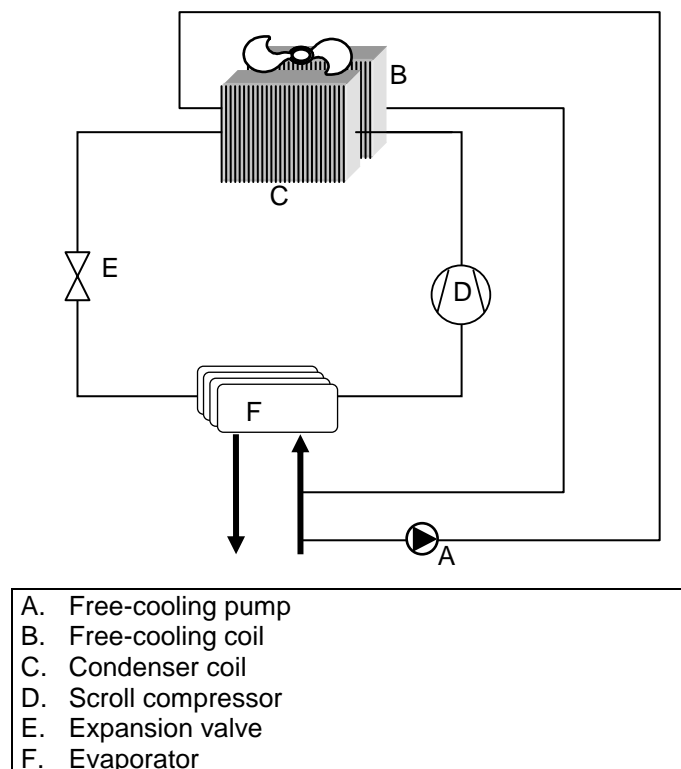 B
C
E
D
F
A
A. Free-cooling pump
B. Free-cooling coil
C. Condenser coil
D. Scroll compressor
E. Expansion valve
F. Evaporator